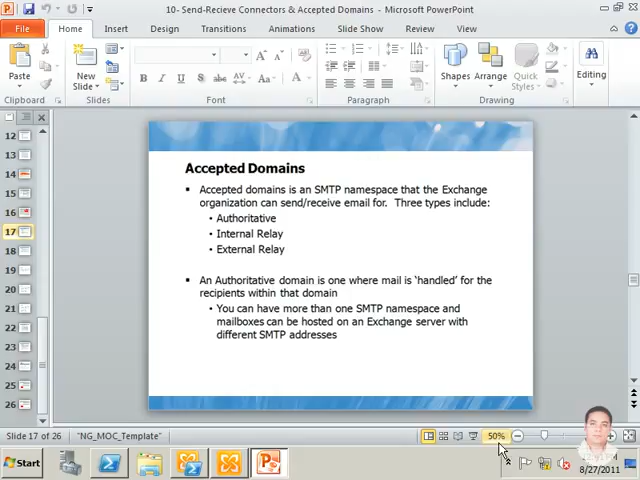 10- Send-Recieve Connectors & Accepted Domains - Microsoft PowerPoint
File Home Insert Design Transitions Animations Slide Show Review View
Paste New Slide Shapes Arrange Quick Styles Editing
Clipboard Slides Font Paragraph Drawing
12
13
14
15
16
17
18
19
20
21
22
23
24
25
26
Accepted Domains
Accepted domains is an SMTP namespace that the Exchange
organization can send/receive email for. Three types include:
• Authoritative
• Internal Relay
• External Relay
An Authoritative domain is one where mail is ‘handled’ for the
recipients within that domain
• You can have more than one SMTP namespace and
mailboxes can be hosted on an Exchange server with
different SMTP addresses
Slide 17 of 26 "NG_MOC_Template" 50%
Start
8/27/2011